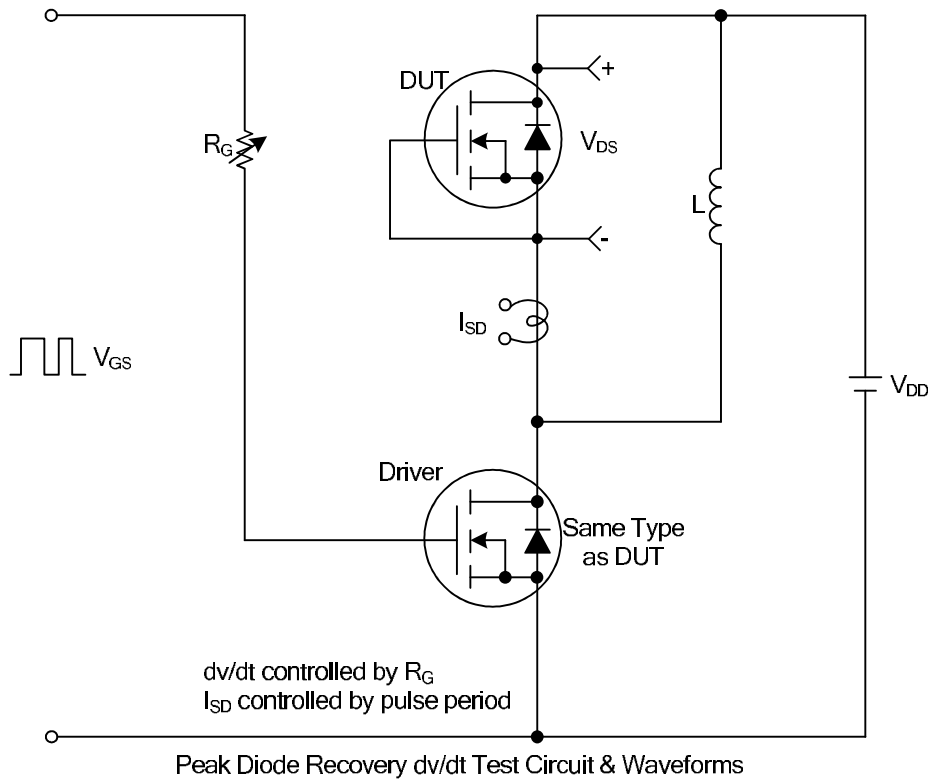 DUT
+
RG
VDS
L
-
ISD
VGS
VDD
Driver
Same Type
as DUT
dv/dt controlled by RG
ISD controlled by pulse period
Peak Diode Recovery dv/dt Test Circuit & Waveforms